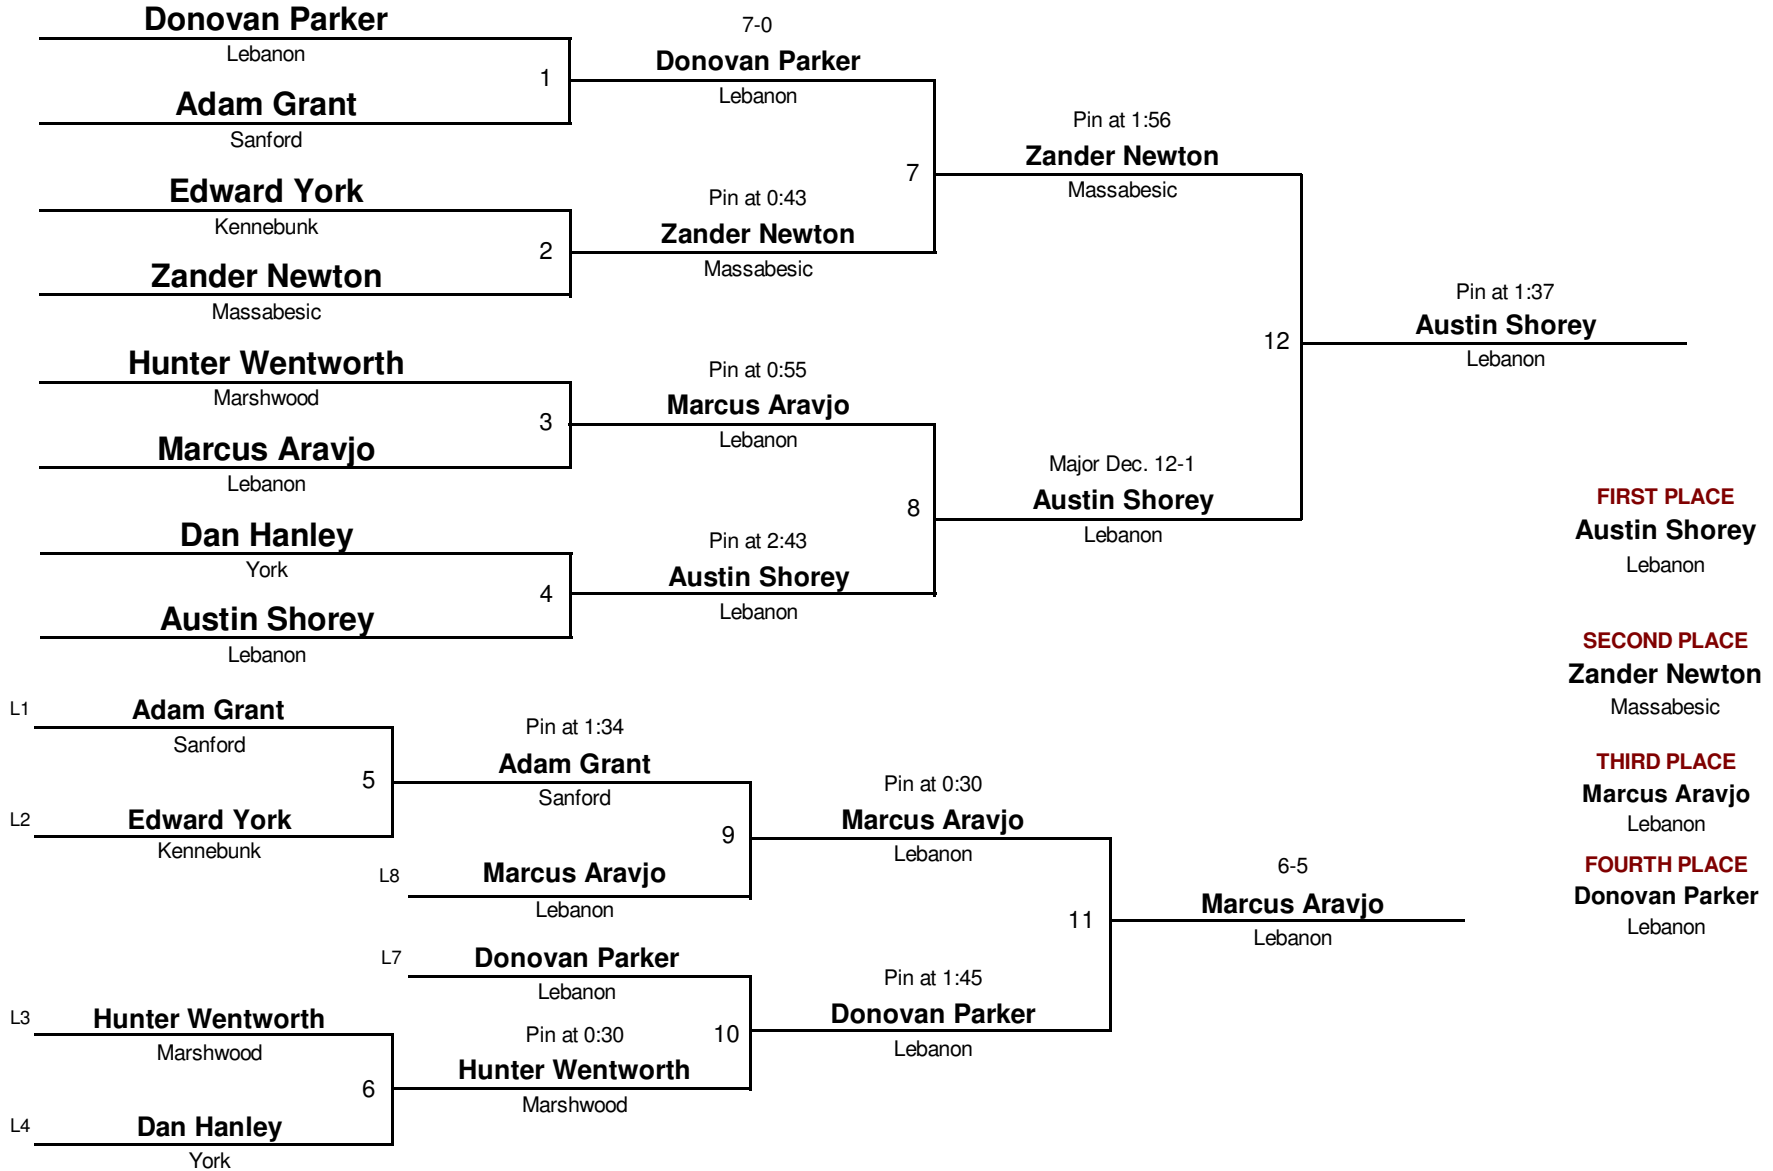 Donovan Parker
Lebanon
1
Adam Grant
Sanford
Edward York
Kennebunk
2
Zander Newton
Massabesic
Hunter Wentworth
Marshwood
3
Marcus Aravjo
Lebanon
Dan Hanley
York
4
Austin Shorey
Lebanon
7-0
Donovan Parker
Lebanon
7
Pin at 0:43
Zander Newton
Massabesic
Pin at 0:55
Marcus Aravjo
Lebanon
8
Pin at 2:43
Austin Shorey
Lebanon
Pin at 1:56
Zander Newton
Massabesic
12
Major Dec. 12-1
Austin Shorey
Lebanon
Pin at 1:37
Austin Shorey
Lebanon
FIRST PLACE
Austin Shorey
Lebanon
SECOND PLACE
Zander Newton
Massabesic
THIRD PLACE
Marcus Aravjo
Lebanon
FOURTH PLACE
Donovan Parker
Lebanon
L1
Adam Grant
Sanford
5
L2
Edward York
Kennebunk
Pin at 1:34
Adam Grant
Sanford
9
L8
Marcus Aravjo
Lebanon
L7
Donovan Parker
Lebanon
10
L3
Hunter Wentworth
Marshwood
6
L4
Dan Hanley
York
Pin at 0:30
Hunter Wentworth
Marshwood
Pin at 0:30
Marcus Aravjo
Lebanon
11
Pin at 1:45
Donovan Parker
Lebanon
6-5
Marcus Aravjo
Lebanon